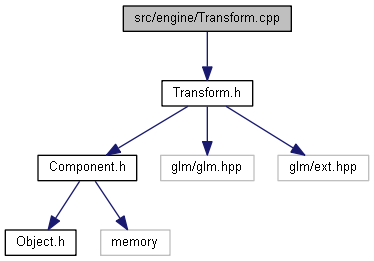 src/engine/Transform.cpp
Transform.h
Component.h
glm/glm.hpp
glm/ext.hpp
Object.h
memory